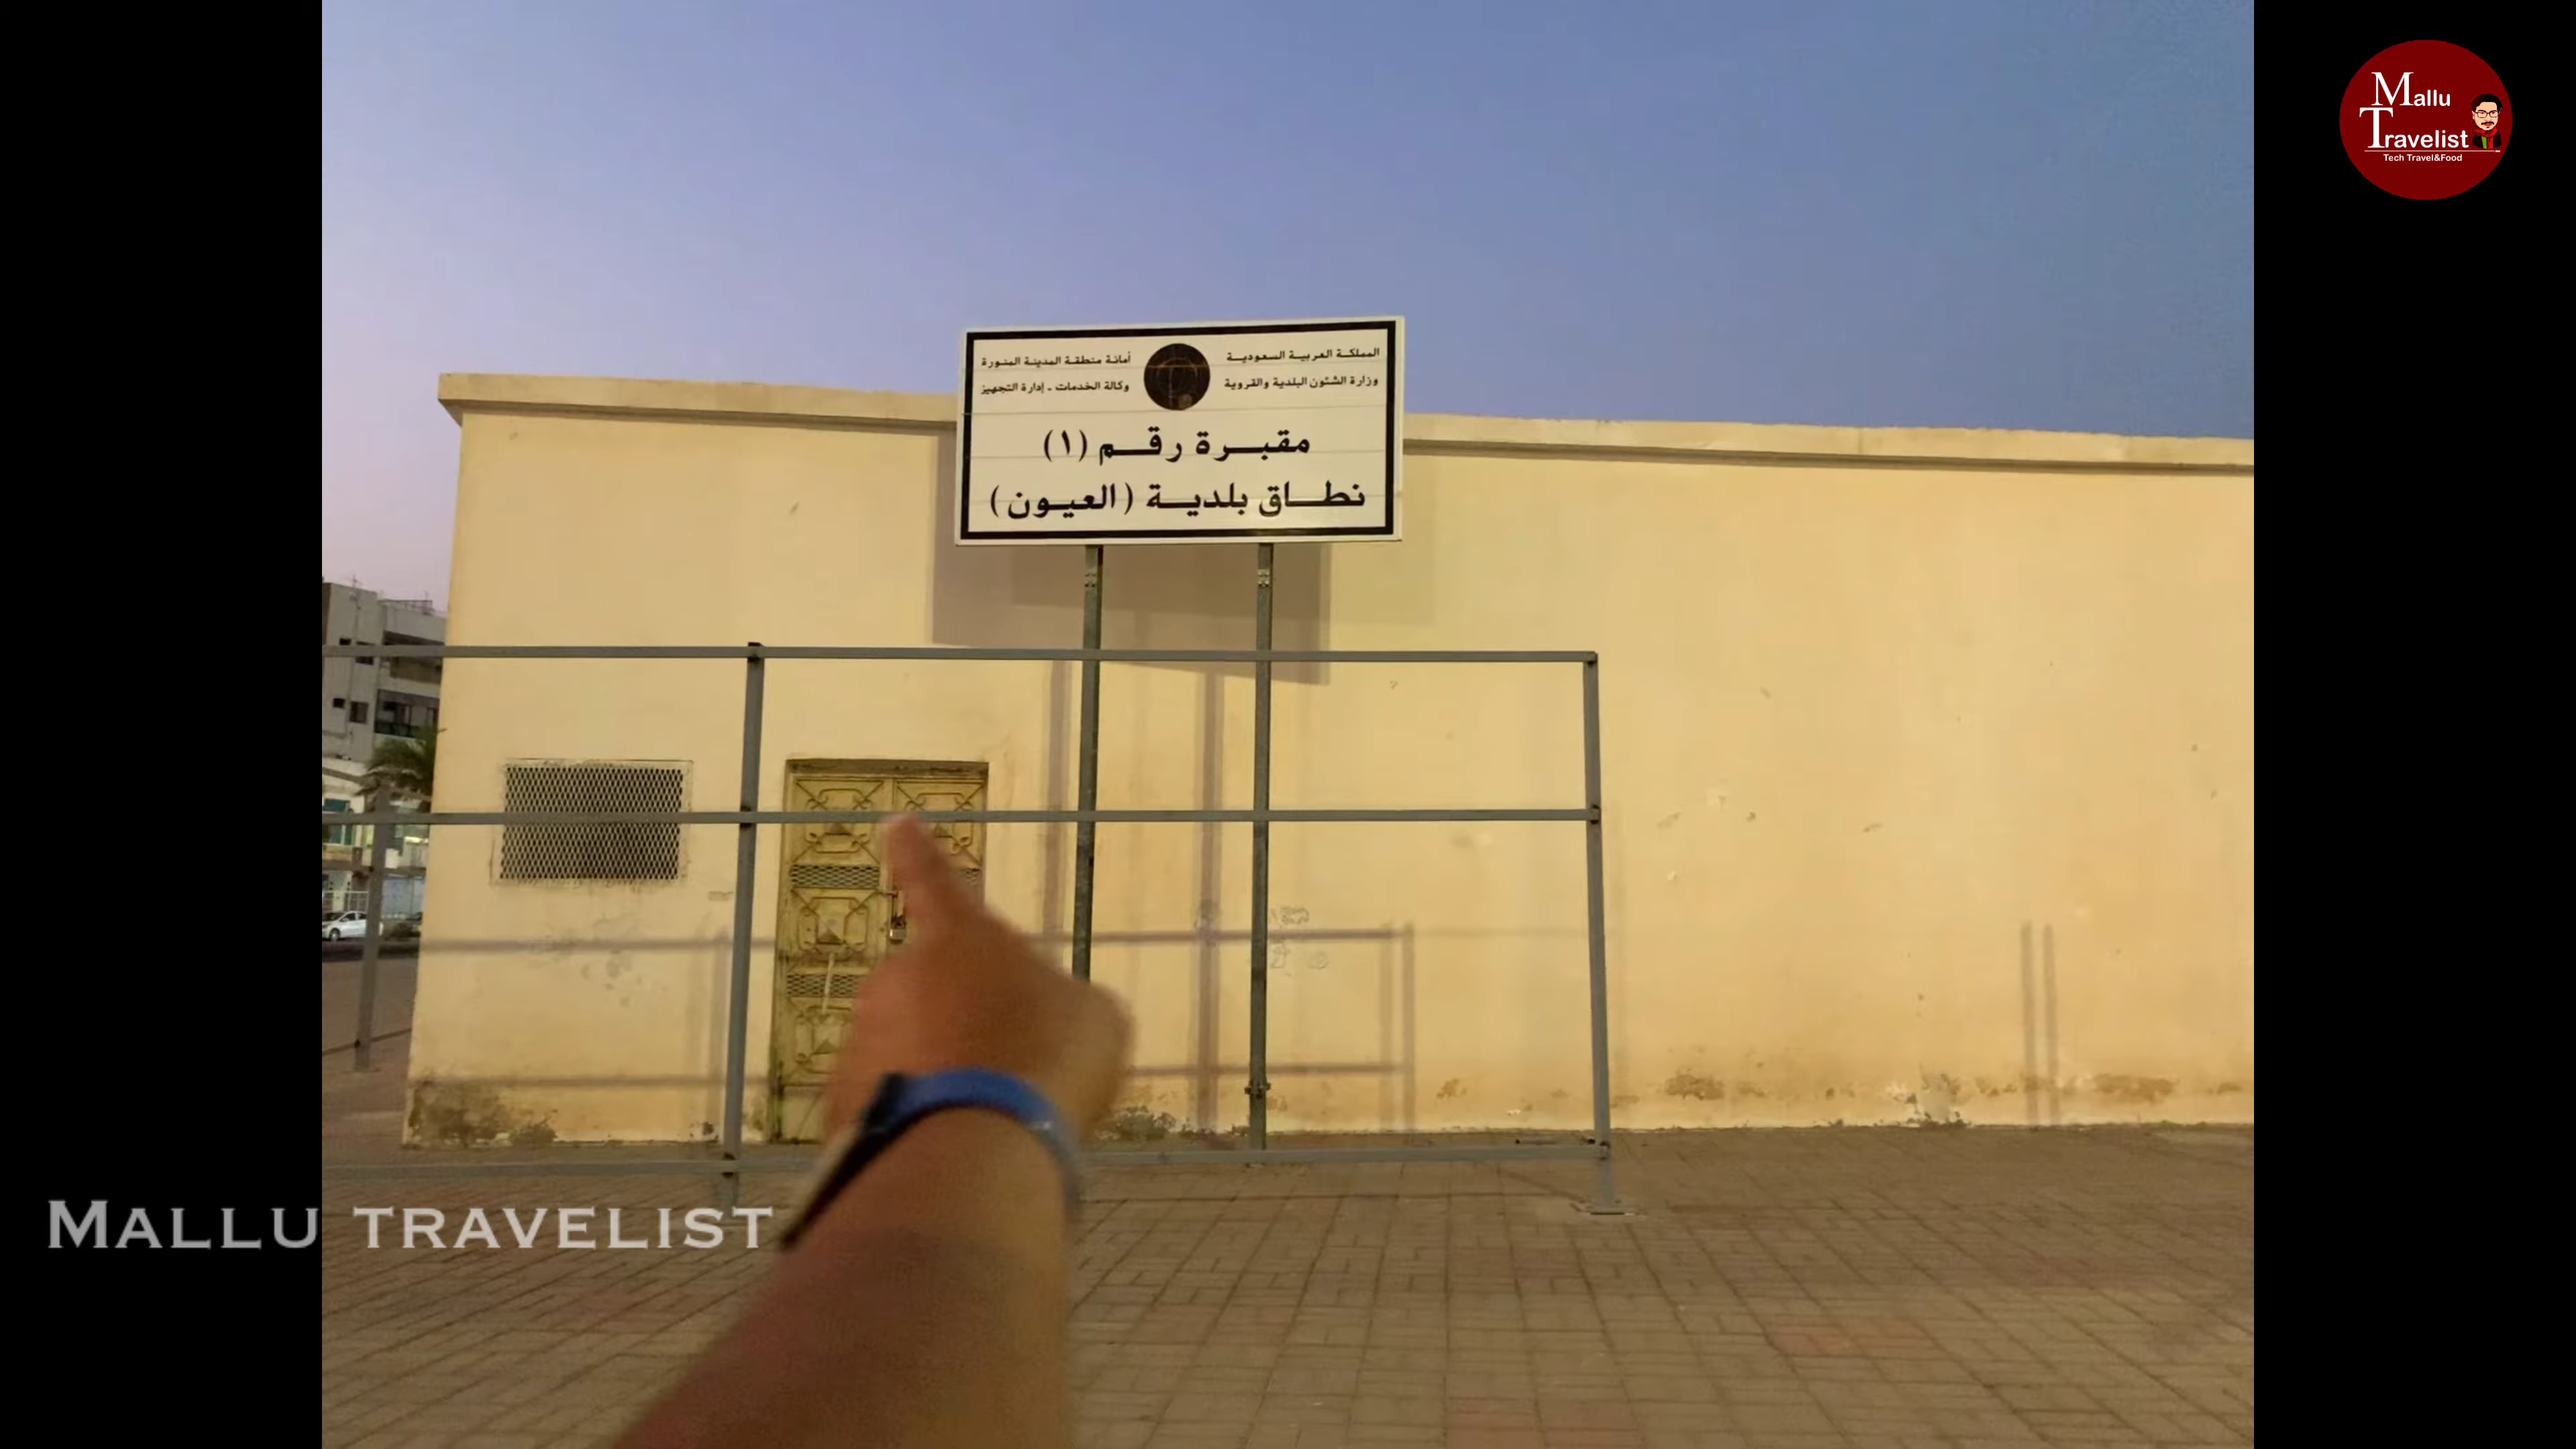 Mallu
Travelist
Tech Travel&Food
المملكة العربية السعودية
وزارة الشئون البلدية والقروية
أمانة منطقة المدينة المنورة
وكالة الخدمات - إدارة التجهيز
مقبرة رقم (١)
نطاق بلدية (العيون)
MALLU TRAVELIST